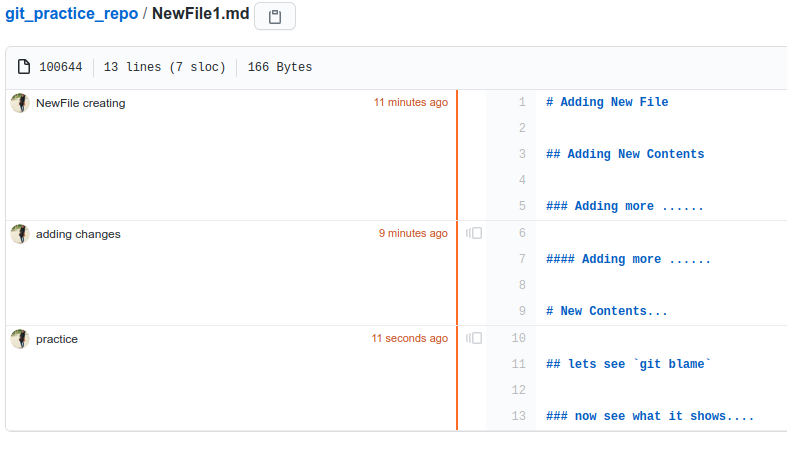 git_practice_repo / NewFile1.md
100644 13 lines (7 sloc) 166 Bytes
NewFile creating 11 minutes ago 1 # Adding New File
2
3 ## Adding New Contents
4
5 ### Adding more ......
adding changes 9 minutes ago 6
7 #### Adding more ......
8
9 # New Contents...
practice 11 seconds ago 10
11 ## lets see `git blame`
12
13 ### now see what it shows....